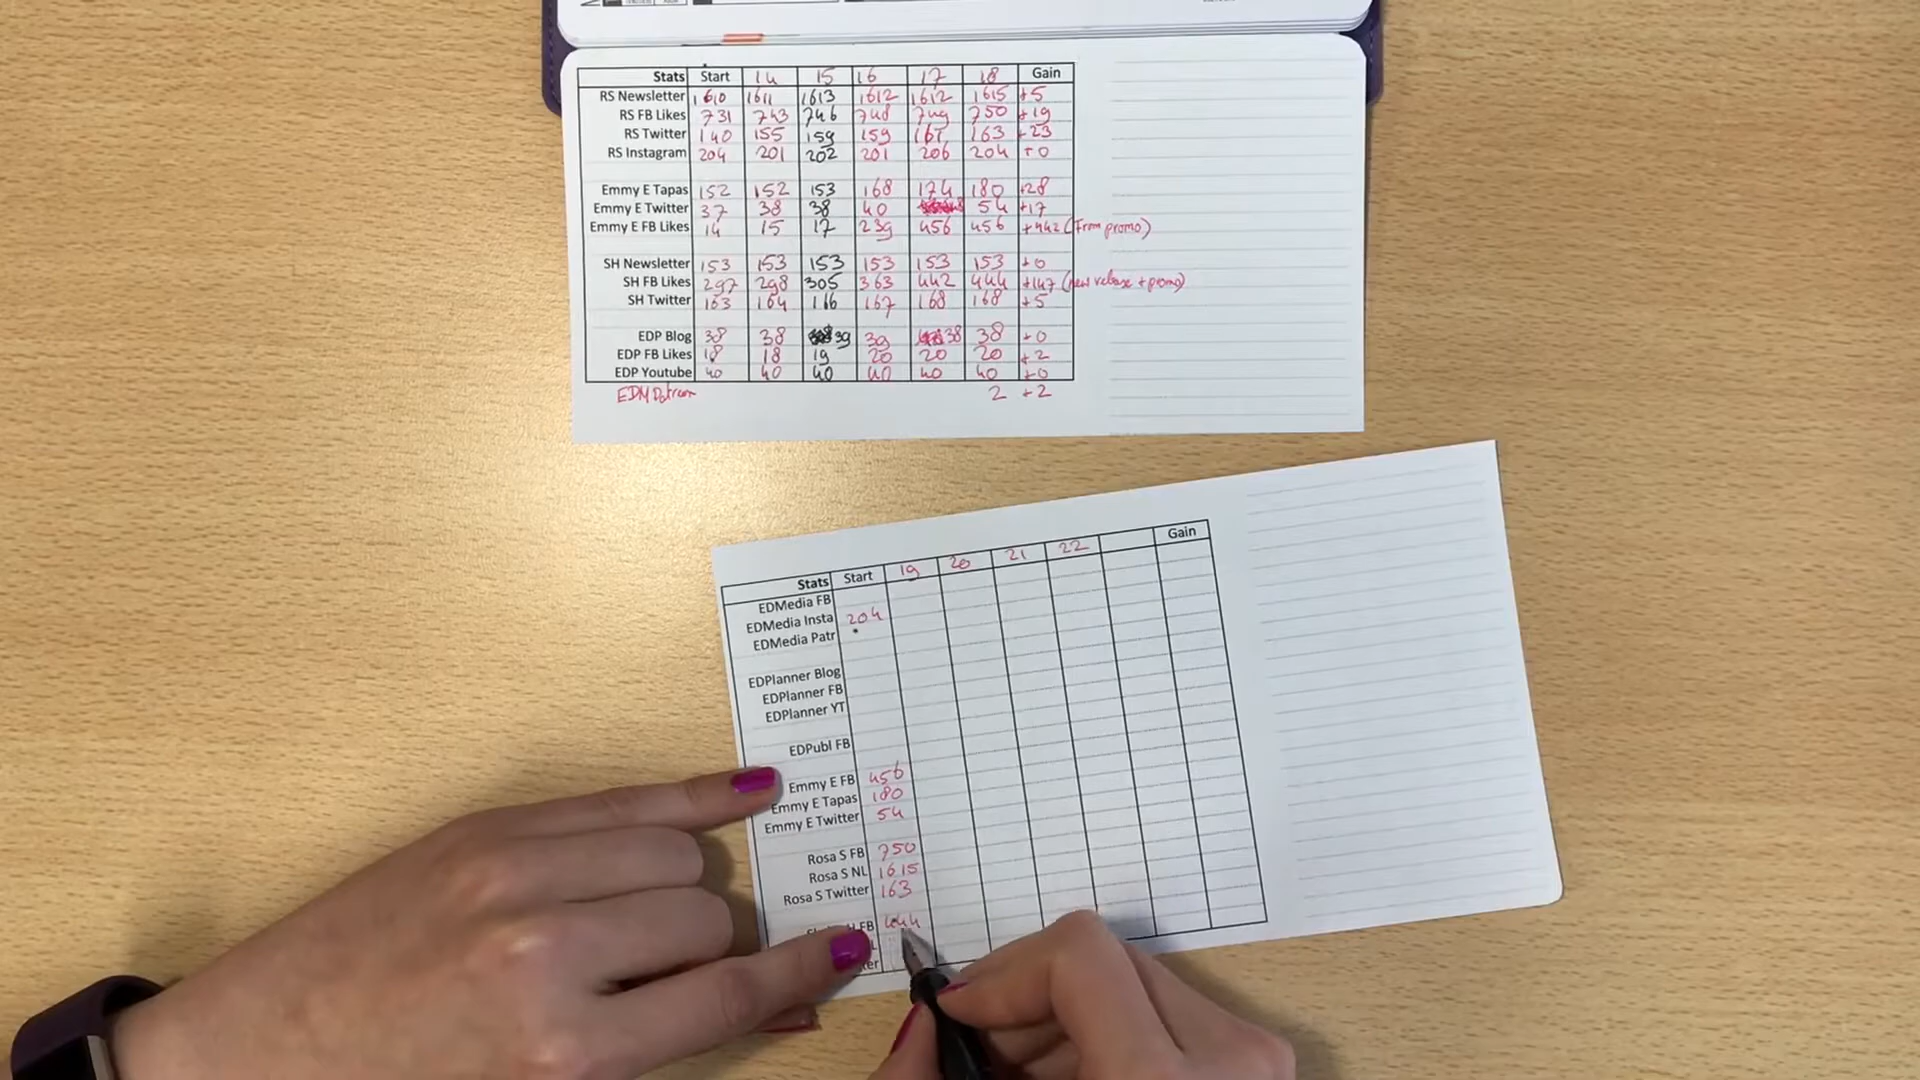 Stats Start 14 15 16 17 18 Gain
RS Newsletter 1610 1611 1613 1612 1612 1615 +5
RS FB Likes 731 743 746 748 749 750 +19
RS Twitter 140 155 159 159 161 163 +23
RS Instagram 204 201 202 201 206 204 +0
Emmy E Tapas 152 152 153 168 174 180 +28
Emmy E Twitter 37 38 38 40 54 +17
Emmy E FB Likes 14 15 17 239 456 456 +442 (From promo)
SH Newsletter 153 153 153 153 153 153 +0
SH FB Likes 297 298 305 363 442 444 +147 (new release + promo)
SH Twitter 163 164 166 167 168 168 +5
EDP Blog 38 38 39 39 38 38 +0
EDP FB Likes 18 18 19 20 20 20 +2
EDP Youtube 40 40 40 40 40 40 +0
EDM Patreon 2 +2
Stats Start 19 20 21 22 Gain
EDMedia FB
EDMedia Insta 204
EDMedia Patr
EDPlanner Blog
EDPlanner FB
EDPlanner YT
EDPubl FB
Emmy E FB 456
Emmy E Tapas 180
Emmy E Twitter 54
Rosa S FB 750
Rosa S NL 1615
Rosa S Twitter 163
FB 444